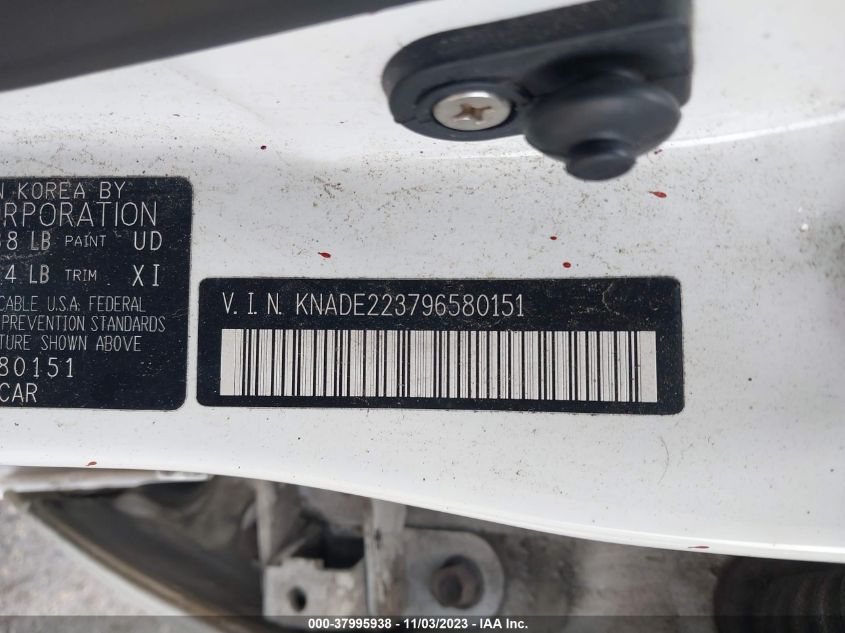 N KOREA BY
ORPORATION
8 LB PAINT UD
4 LB TRIM XI
CABLE U.S.A. FEDERAL
PREVENTION STANDARDS
TURE SHOWN ABOVE
80151
CAR
V.I.N. KNADE223796580151
000-37995938 - 11/03/2023 - IAA Inc.